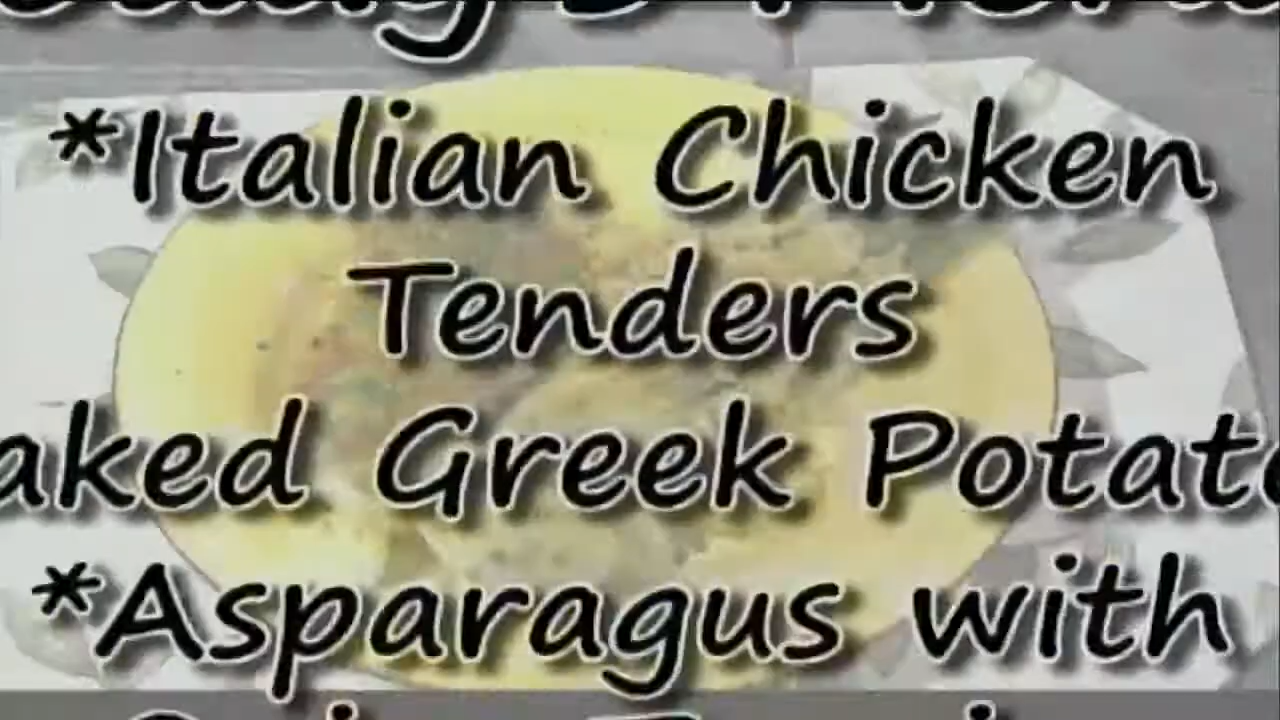 *Italian Chicken
Tenders
aked Greek Potato
*Asparagus with